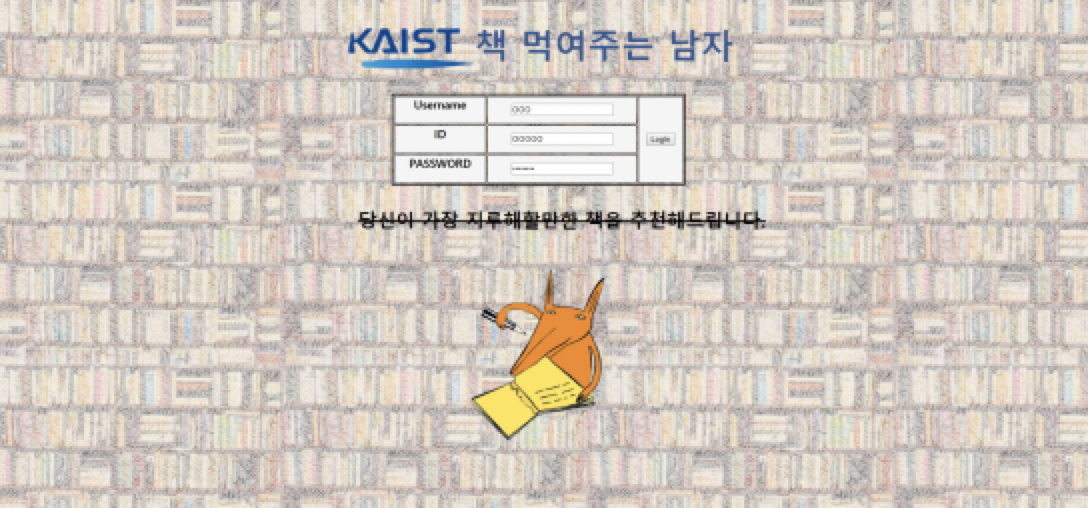 KAIST 책 먹여주는 남자
Username
ID
PASSWORD
Login
당신이 가장 지루해할만한 책을 추천해드립니다.